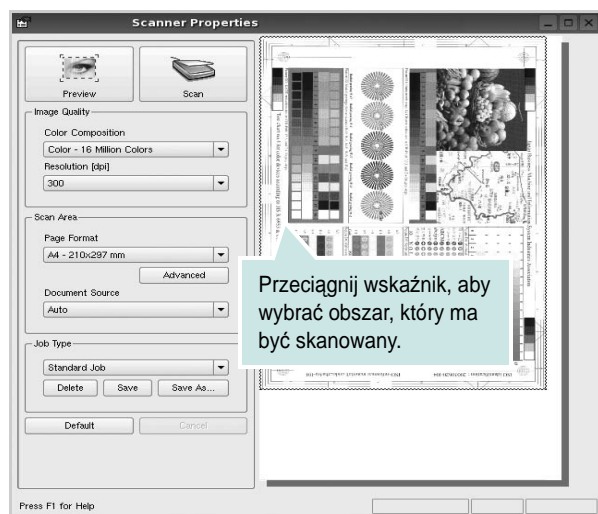 Scanner Properties
Preview
Scan
Image Quality
Color Composition
Color - 16 Million Colors
Resolution [dpi]
300
Scan Area
Page Format
A4 - 210x297 mm
Advanced
Document Source
Auto
Job Type
Standard Job
Delete
Save
Save As...
Default
Cancel
Press F1 for Help
Przeciągnij wskaźnik, aby
wybrać obszar, który ma
być skanowany.